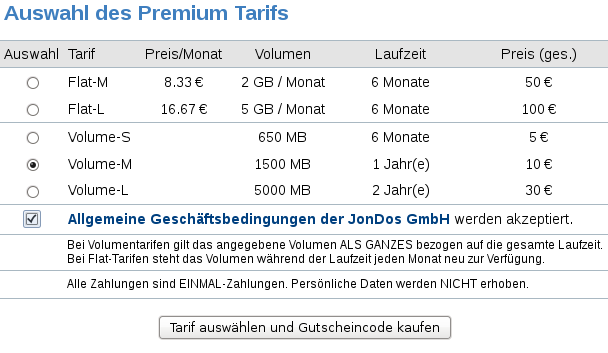 Auswahl des Premium Tarifs
Auswahl Tarif Preis/Monat Volumen Laufzeit Preis (ges.)
Flat-M 8.33 € 2 GB / Monat 6 Monate 50 €
Flat-L 16.67 € 5 GB / Monat 6 Monate 100 €
Volume-S 650 MB 6 Monate 5 €
Volume-M 1500 MB 1 Jahr(e) 10 €
Volume-L 5000 MB 2 Jahr(e) 30 €
Allgemeine Geschäftsbedingungen der JonDos GmbH werden akzeptiert.
Bei Volumentarifen gilt das angegebene Volumen ALS GANZES bezogen auf die gesamte Laufzeit.
Bei Flat-Tarifen steht das Volumen während der Laufzeit jeden Monat neu zur Verfügung.
Alle Zahlungen sind EINMAL-Zahlungen. Persönliche Daten werden NICHT erhoben.
Tarif auswählen und Gutscheincode kaufen